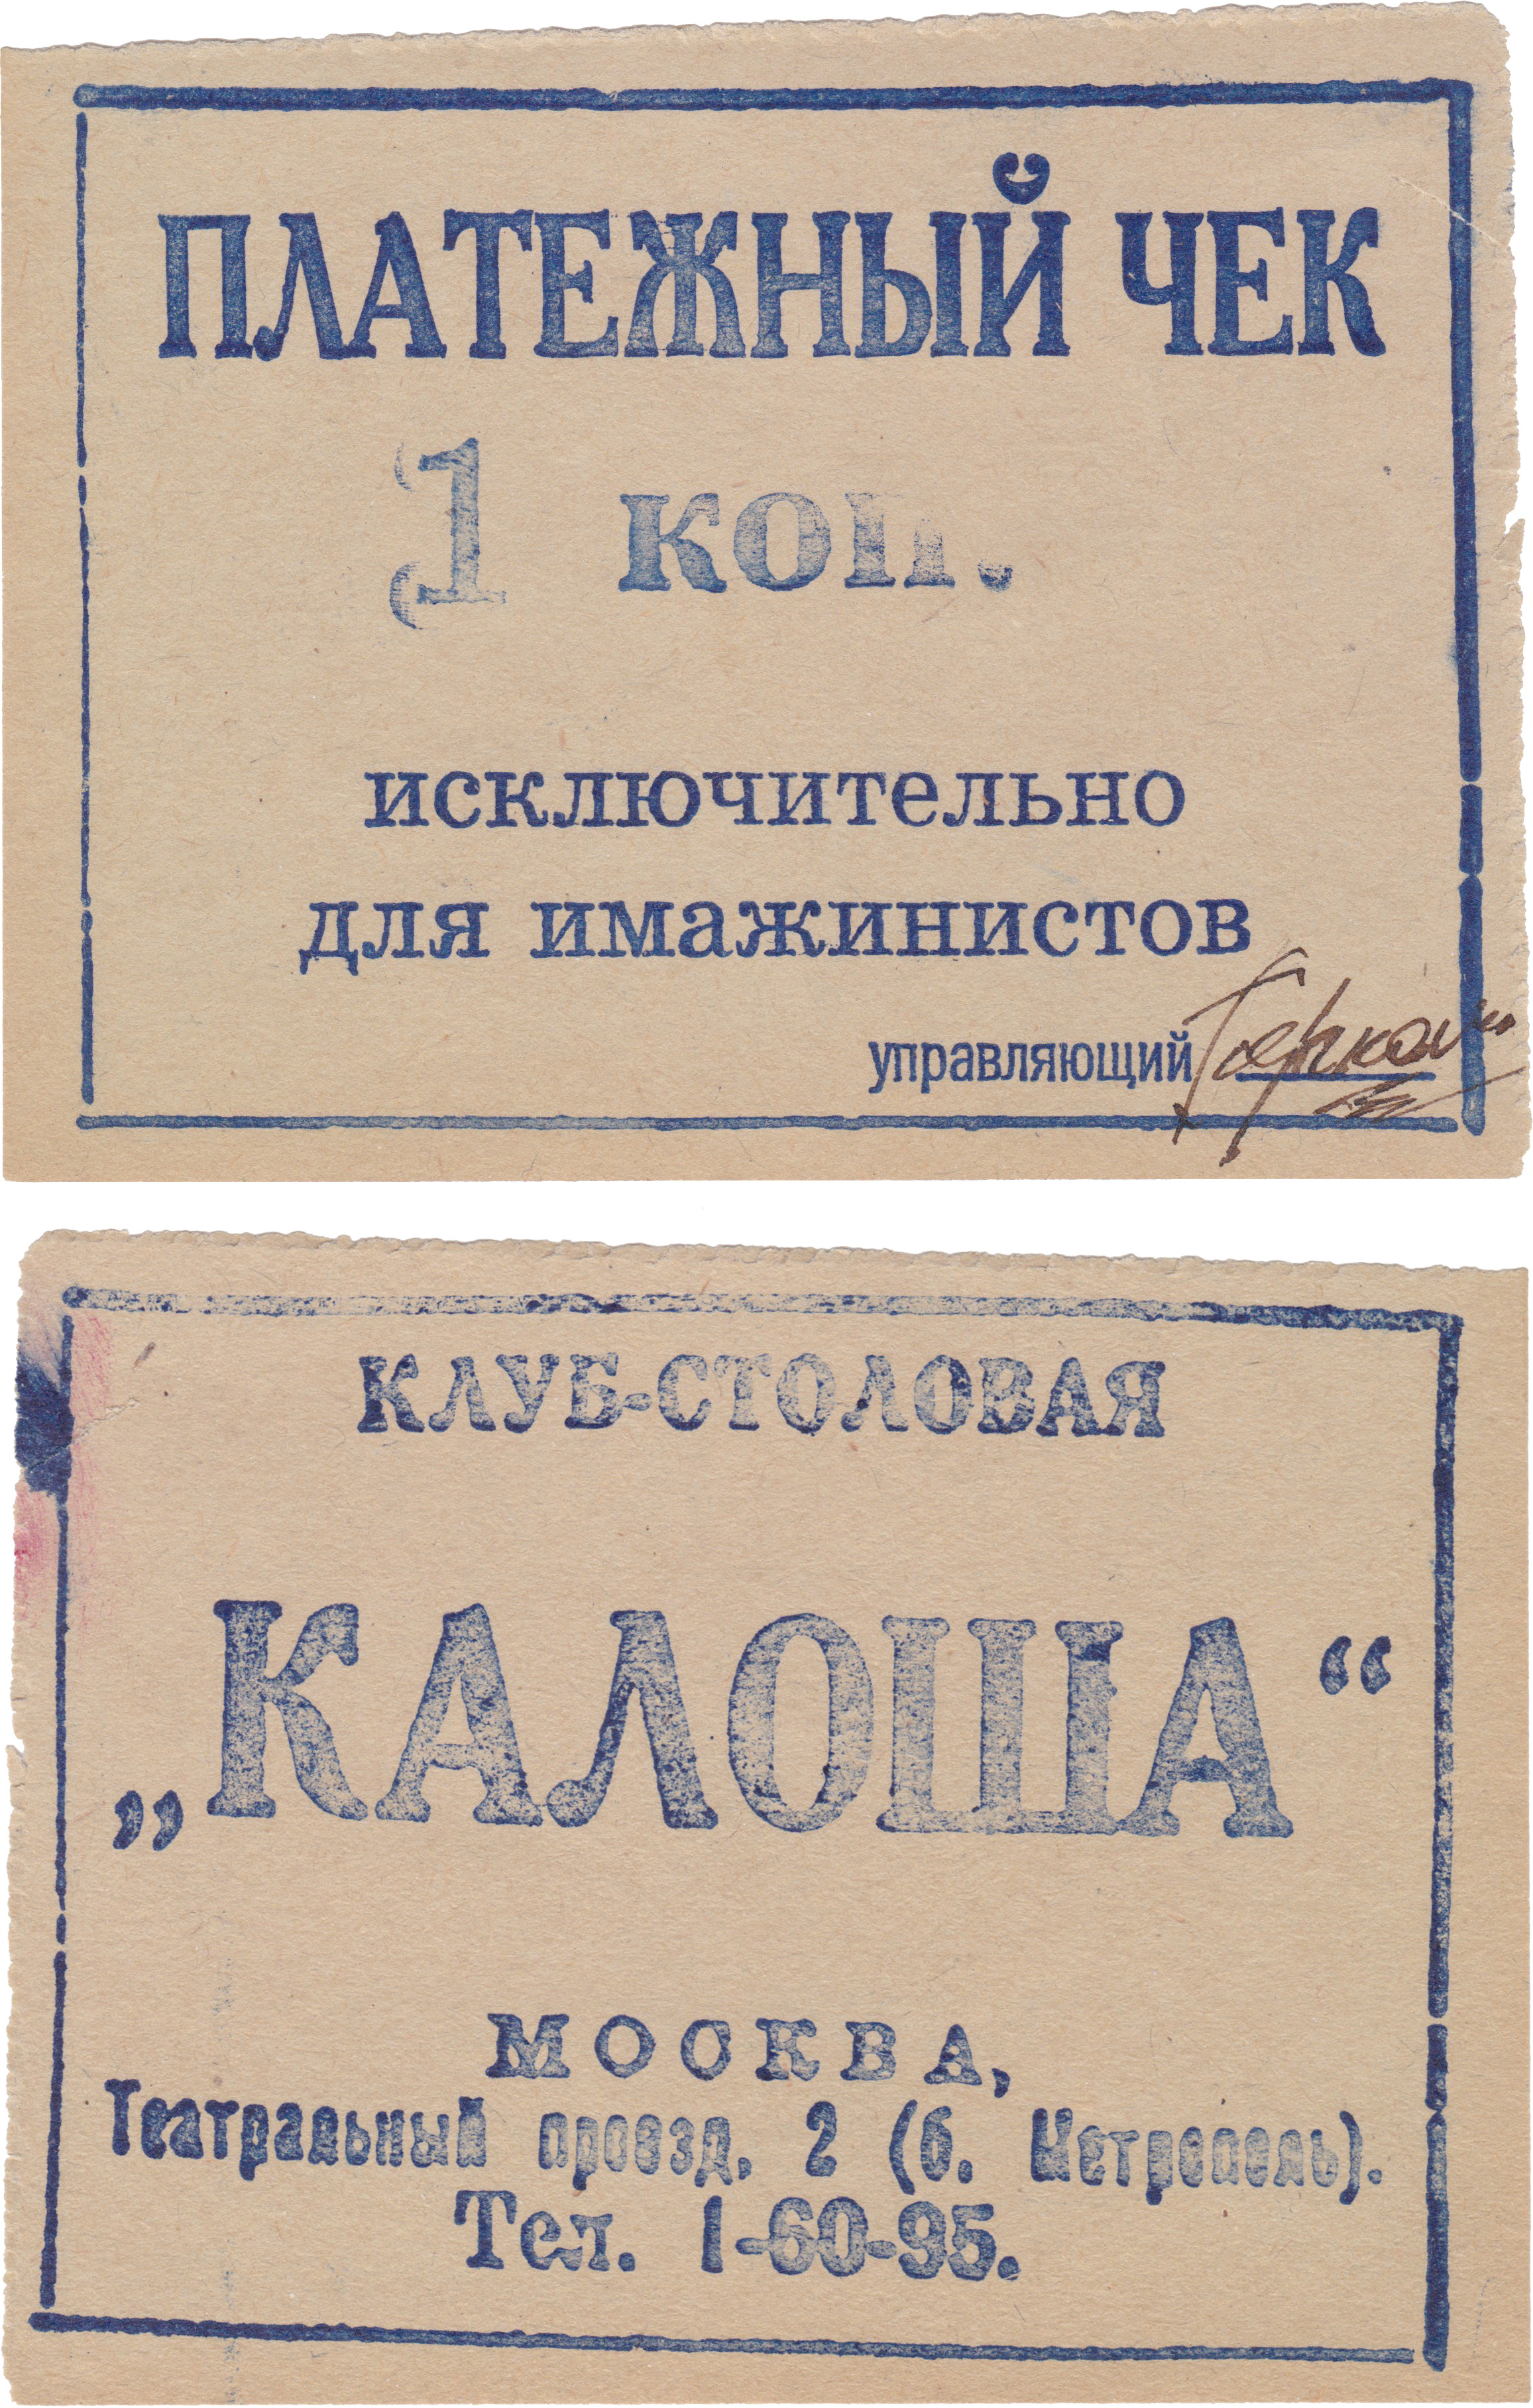 ПЛАТЕЖНЫЙ ЧЕК
1 коп.
исключительно
для имажинистов
управляющий
КЛУБ-СТОЛОВАЯ
„КАЛОША“
МОСКВА,
Театральный проезд, 2 (б. Метрополь).
Тел. 1-60-95.